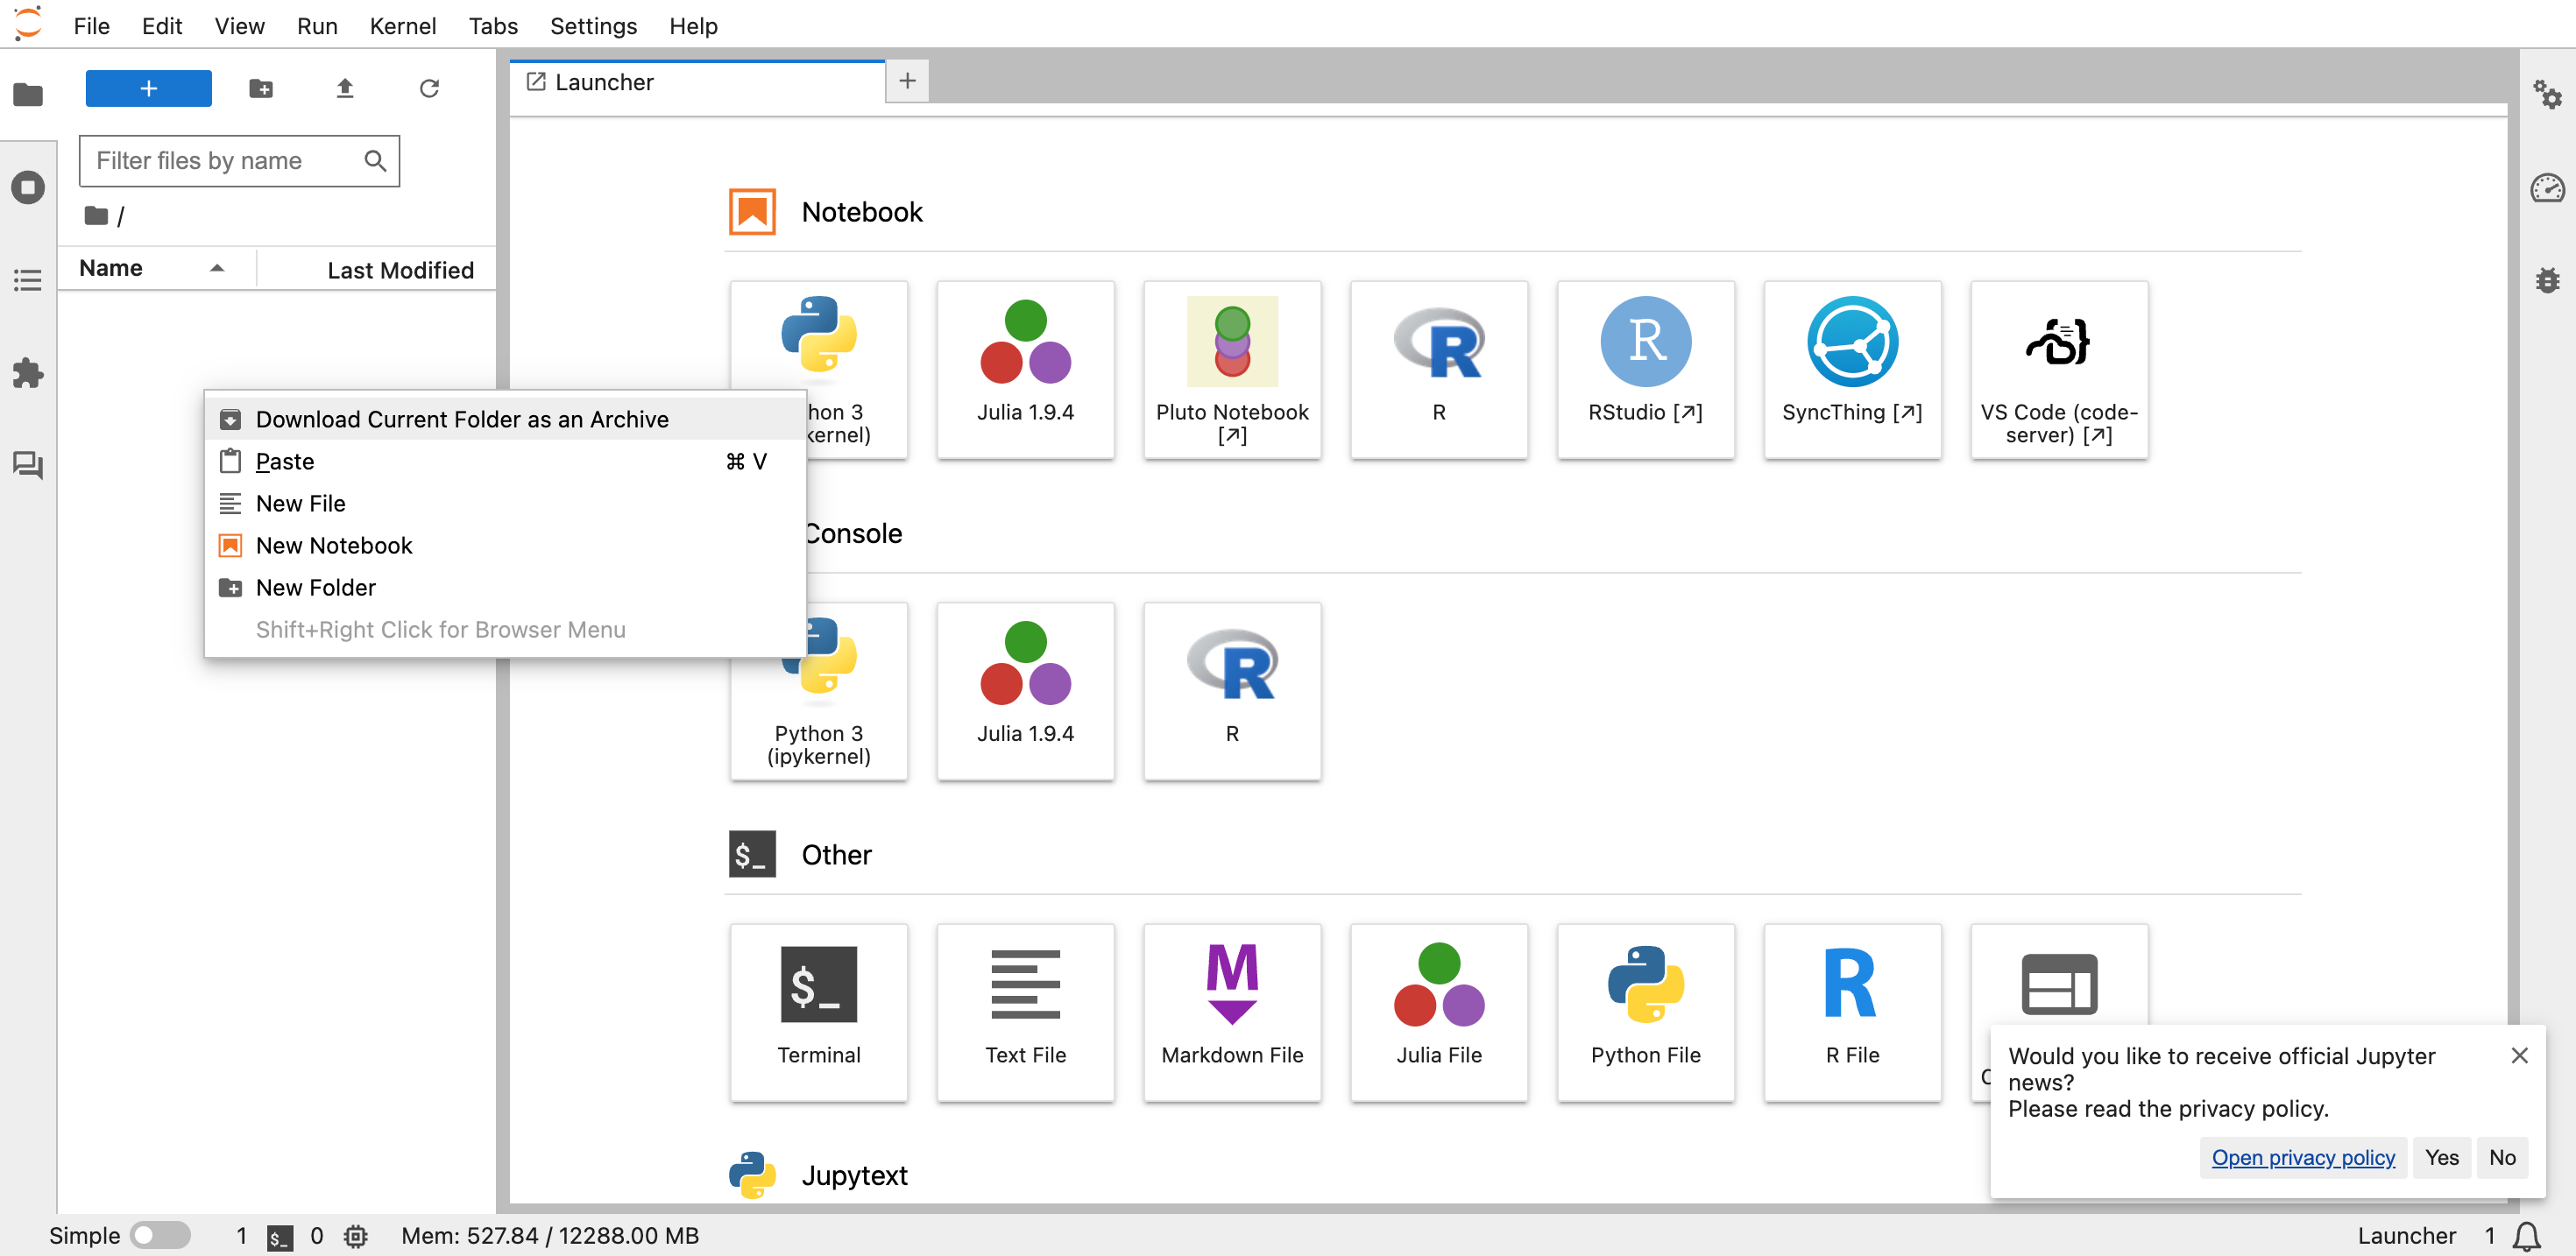 File Edit View Run Kernel Tabs Settings Help
Launcher
Filter files by name
/
Name Last Modified
Download Current Folder as an Archive
Paste ⌘ V
New File
New Notebook
New Folder
Shift+Right Click for Browser Menu
Notebook
Julia 1.9.4
Pluto Notebook
[↗]
R
RStudio [↗]
SyncThing [↗]
VS Code (code-
server) [↗]
Console
Python 3
(ipykernel)
Julia 1.9.4
R
$_ Other
$_
Terminal
Text File
Markdown File
Julia File
Python File
R File
Jupytext
Would you like to receive official Jupyter
news?
Please read the privacy policy.
Open privacy policy Yes No
Simple 1 $_ 0 Mem: 527.84 / 12288.00 MB Launcher 1